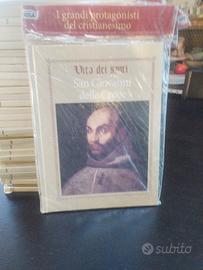 I grandi protagonisti
del cristianesimo
Vita dei santi
San Giovanni
della Croce
subito